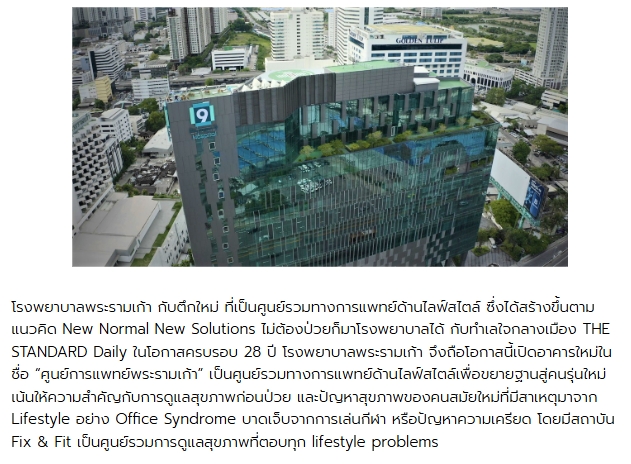 9
GOLDEN TULIP
โรงพยาบาลพระรามเก้า กับตึกใหม่ ที่เป็นศูนย์รวมทางการแพทย์ด้านไลฟ์สไตล์ ซึ่งได้สร้างขึ้นตาม
แนวคิด New Normal New Solutions ไม่ต้องป่วยก็มาโรงพยาบาลได้ กับทำเลใจกลางเมือง THE
STANDARD Daily ในโอกาสครบรอบ 28 ปี โรงพยาบาลพระรามเก้า จึงถือโอกาสนี้เปิดอาคารใหม่ใน
ชื่อ “ศูนย์การแพทย์พระรามเก้า” เป็นศูนย์รวมทางการแพทย์ด้านไลฟ์สไตล์เพื่อขยายฐานสู่คนรุ่นใหม่
เน้นให้ความสำคัญกับการดูแลสุขภาพก่อนป่วย และปัญหาสุขภาพของคนสมัยใหม่ที่มีสาเหตุมาจาก
Lifestyle อย่าง Office Syndrome บาดเจ็บจากการเล่นกีฬา หรือปัญหาความเครียด โดยมีสถาบัน
Fix & Fit เป็นศูนย์รวมการดูแลสุขภาพที่ตอบทุก lifestyle problems